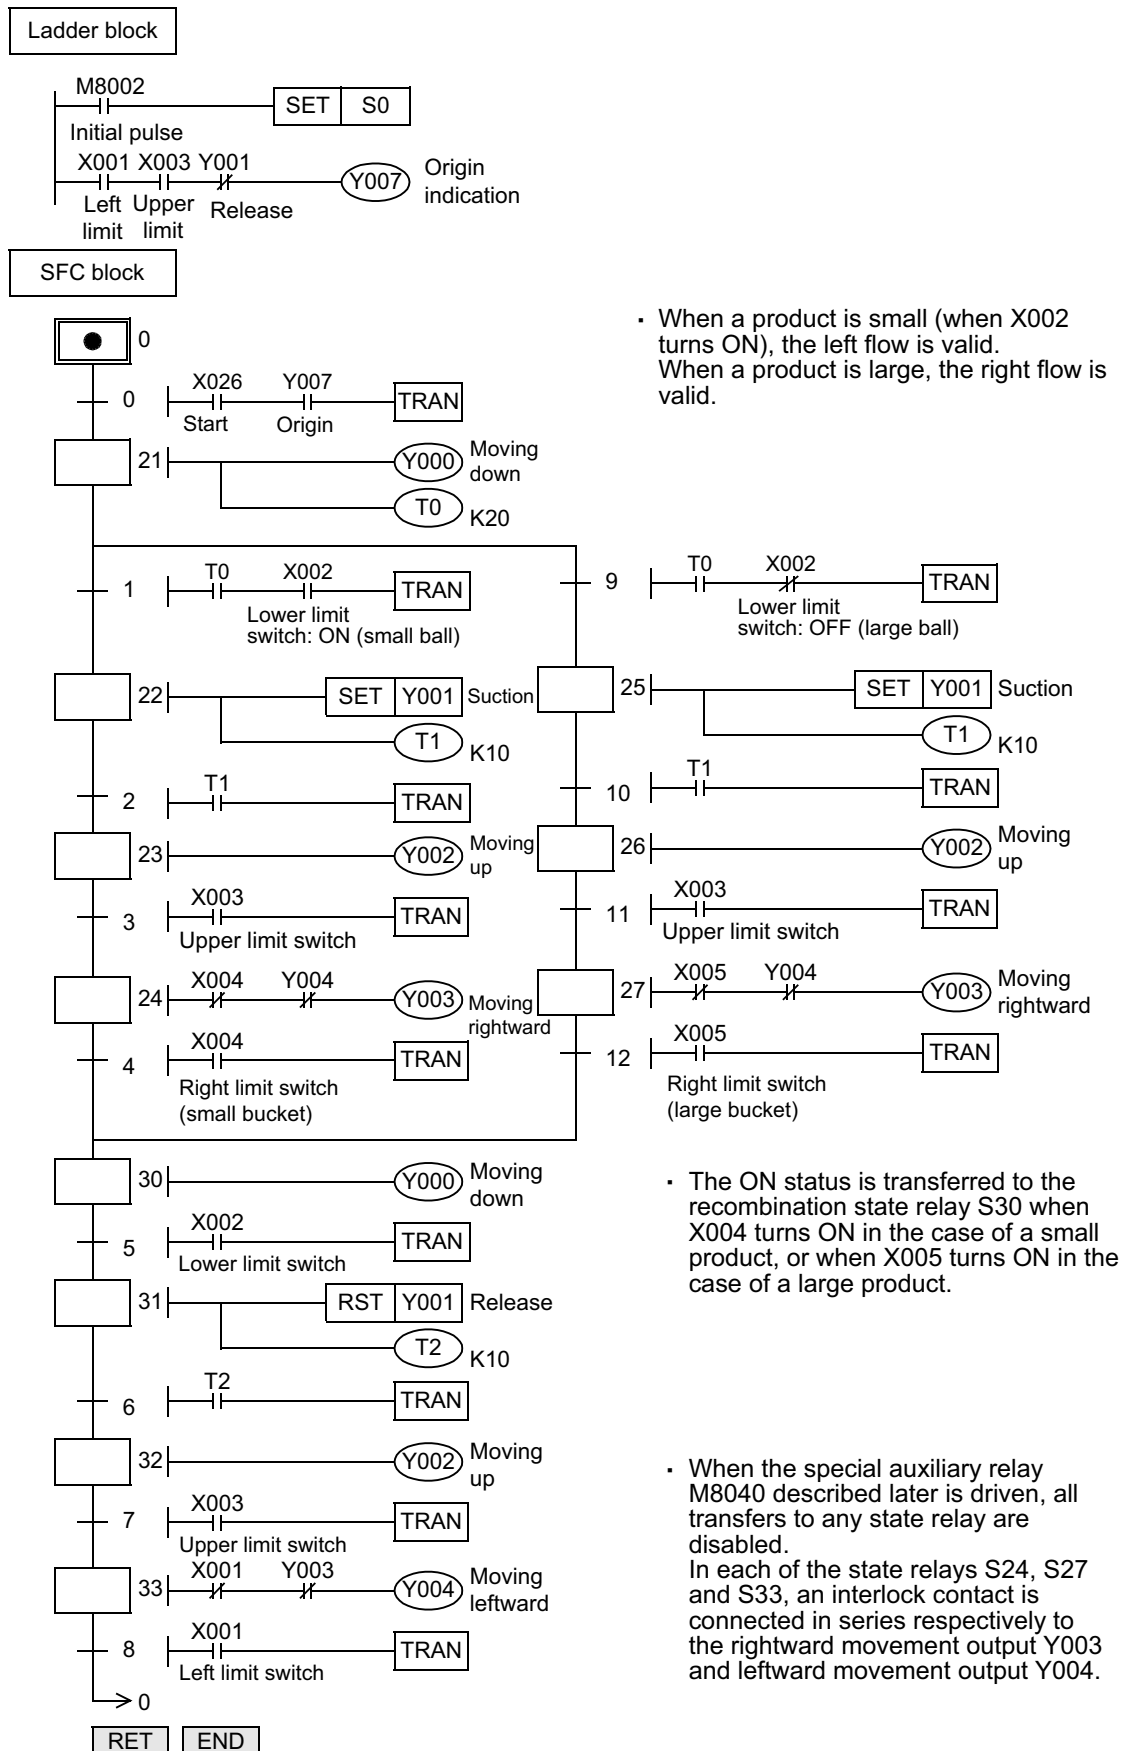 Ladder block
M8002
SET S0
Initial pulse
X001 X003 Y001
Y007
Origin
indication
Left
limit
Upper
limit
Release
SFC block
0
· When a product is small (when X002
turns ON), the left flow is valid.
When a product is large, the right flow is
valid.
0
X026 Y007
TRAN
Start Origin
21
Y000
Moving
down
T0
K20
1
T0 X002
TRAN
Lower limit
switch: ON (small ball)
9
T0 X002
TRAN
Lower limit
switch: OFF (large ball)
22
SET Y001 Suction
T1
K10
25
SET Y001 Suction
T1
K10
2
T1
TRAN
10
T1
TRAN
23
Y002
Moving
up
26
Y002
Moving
up
3
X003
TRAN
Upper limit switch
11
X003
TRAN
Upper limit switch
24
X004 Y004
Y003
Moving
rightward
27
X005 Y004
Y003
Moving
rightward
4
X004
TRAN
Right limit switch
(small bucket)
12
X005
TRAN
Right limit switch
(large bucket)
30
Y000
Moving
down
· The ON status is transferred to the
recombination state relay S30 when
X004 turns ON in the case of a small
product, or when X005 turns ON in the
case of a large product.
5
X002
TRAN
Lower limit switch
31
RST Y001 Release
T2
K10
6
T2
TRAN
32
Y002
Moving
up
· When the special auxiliary relay
M8040 described later is driven, all
transfers to any state relay are
disabled.
In each of the state relays S24, S27
and S33, an interlock contact is
connected in series respectively to
the rightward movement output Y003
and leftward movement output Y004.
7
X003
TRAN
Upper limit switch
33
X001 Y003
Y004
Moving
leftward
8
X001
TRAN
Left limit switch
0
RET END